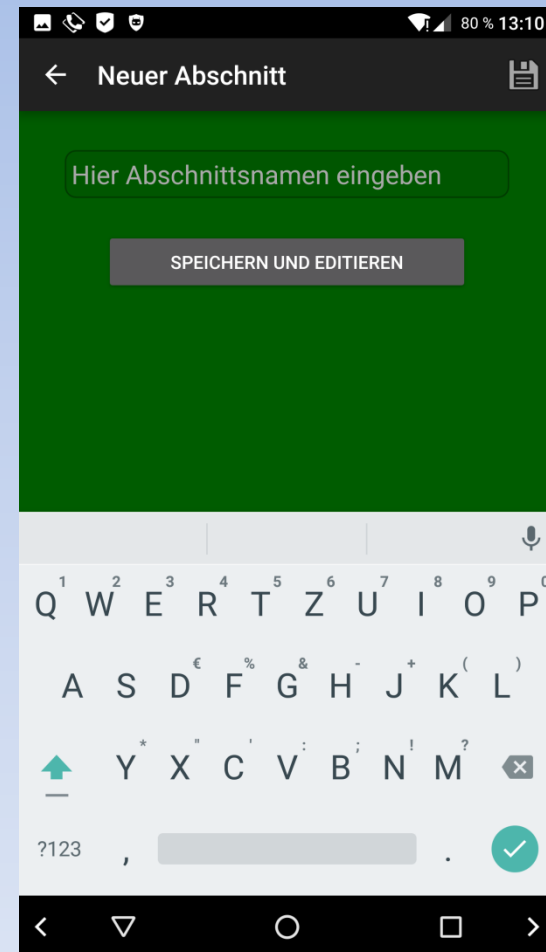 80 % 13:10
Neuer Abschnitt
Hier Abschnittsnamen eingeben
SPEICHERN UND EDITIEREN
1 2 3 4 5 6 7 8 9 0
Q W E R T Z U I O P
€ % & - + ( )
A S D F G H J K L
* " ' : ; ! ?
Y X C V B N M
?123 , .